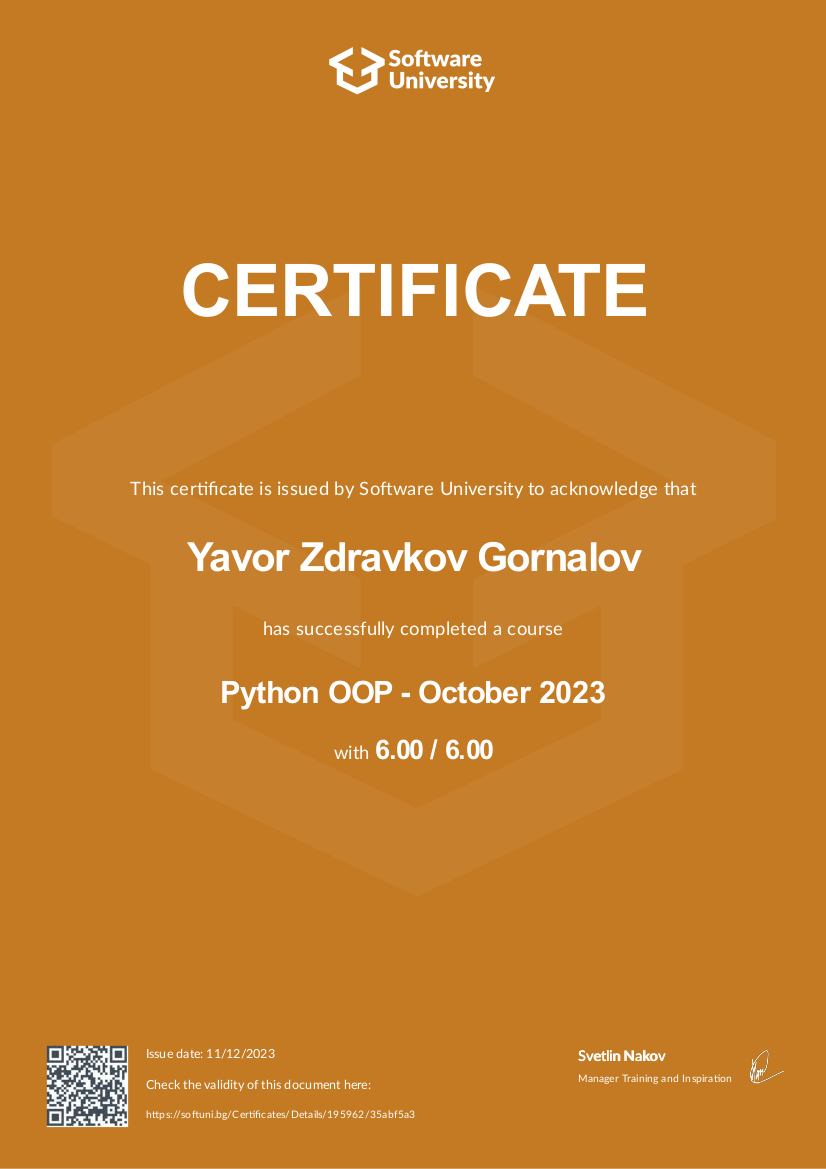 Software
University
CERTIFICATE
This certificate is issued by Software University to acknowledge that
Yavor Zdravkov Gornalov
has successfully completed a course
Python OOP - October 2023
with 6.00 / 6.00
Issue date: 11/12/2023
Check the validity of this document here:
https://softuni.bg/Certificates/Details/195962/35abf5a3
Svetlin Nakov
Manager Training and Inspiration